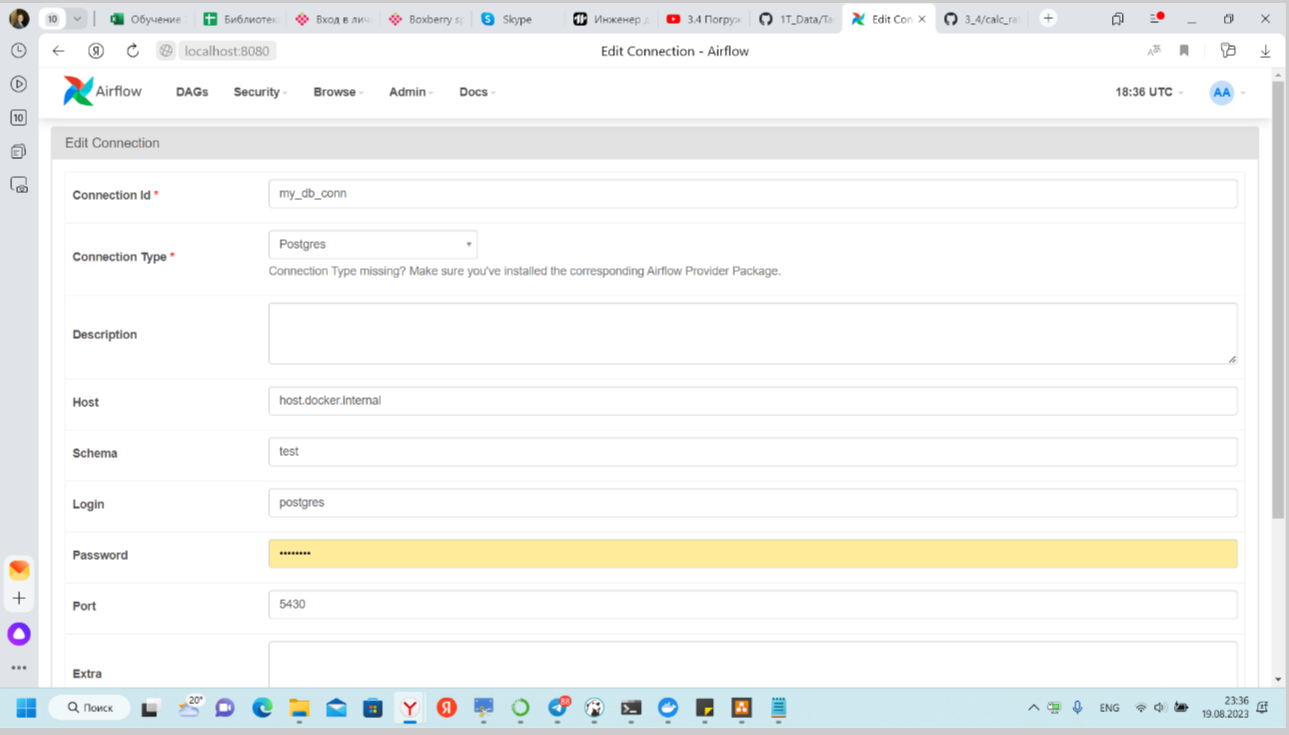 10
Обучение
Библиотек
Вход в лич
Boxberry
Skype
Инженер
3.4 Погруж
1T_Data/Ta
Edit Con
3_4/calc_ra
localhost:8080
Edit Connection - Airflow
Airflow
DAGs
Security
Browse
Admin
Docs
18:36 UTC
AA
10
Edit Connection
Connection Id *
my_db_conn
Connection Type *
Postgres
Connection Type missing? Make sure you've installed the corresponding Airflow Provider Package.
Description
Host
host.docker.internal
Schema
test
Login
postgres
Password
••••••••
Port
5430
Extra
Поиск
20°
88
ENG
23:36
19.08.2023